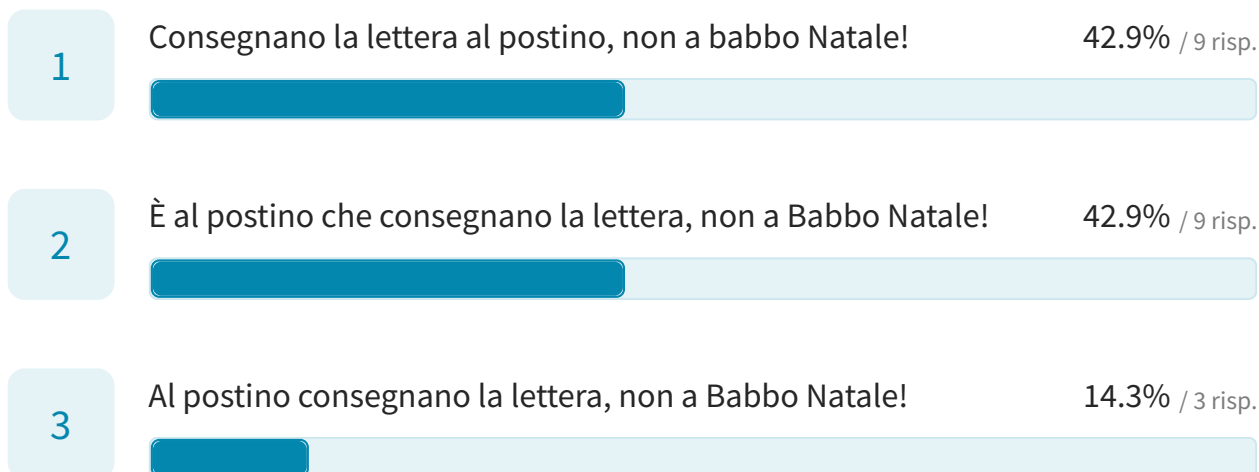 1
Consegnano la lettera al postino, non a babbo Natale! 42.9% / 9 risp.
2
È al postino che consegnano la lettera, non a Babbo Natale! 42.9% / 9 risp.
3
Al postino consegnano la lettera, non a Babbo Natale! 14.3% / 3 risp.